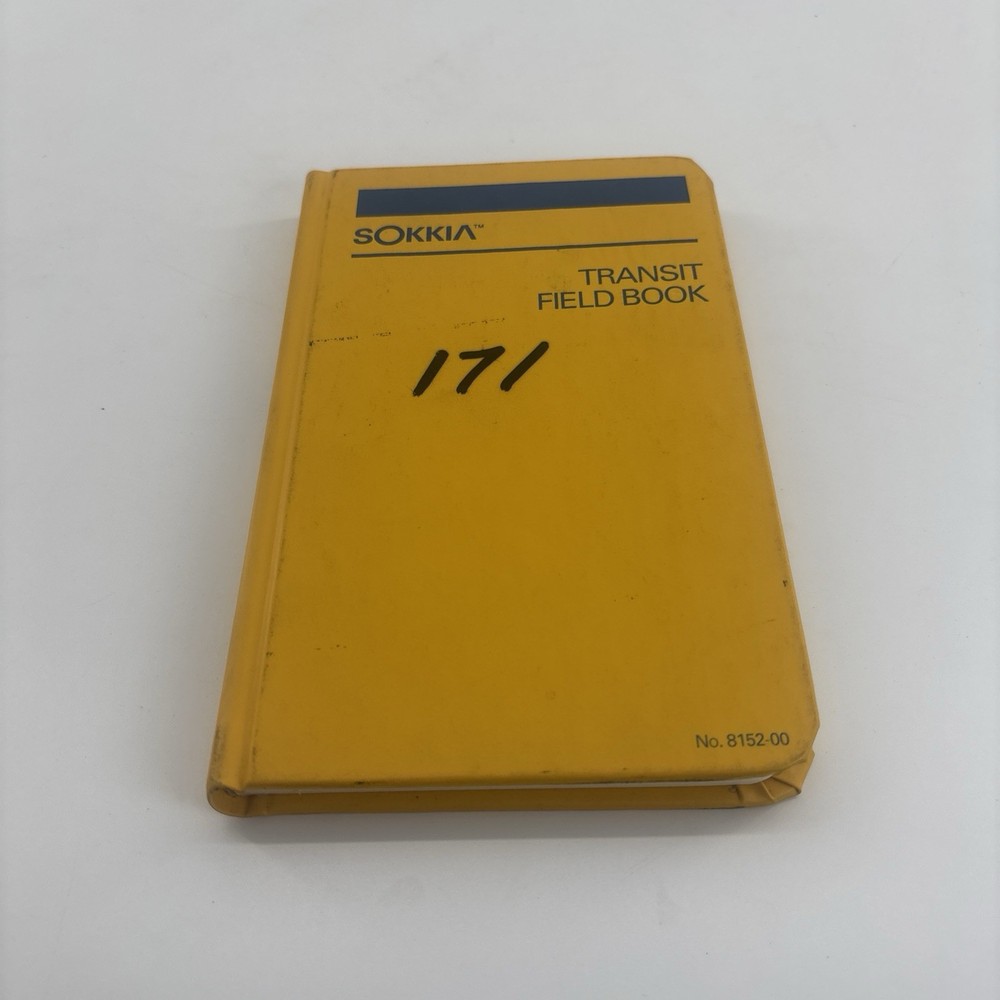 SOKKIA™
TRANSIT
FIELD BOOK
171
No. 8152-00